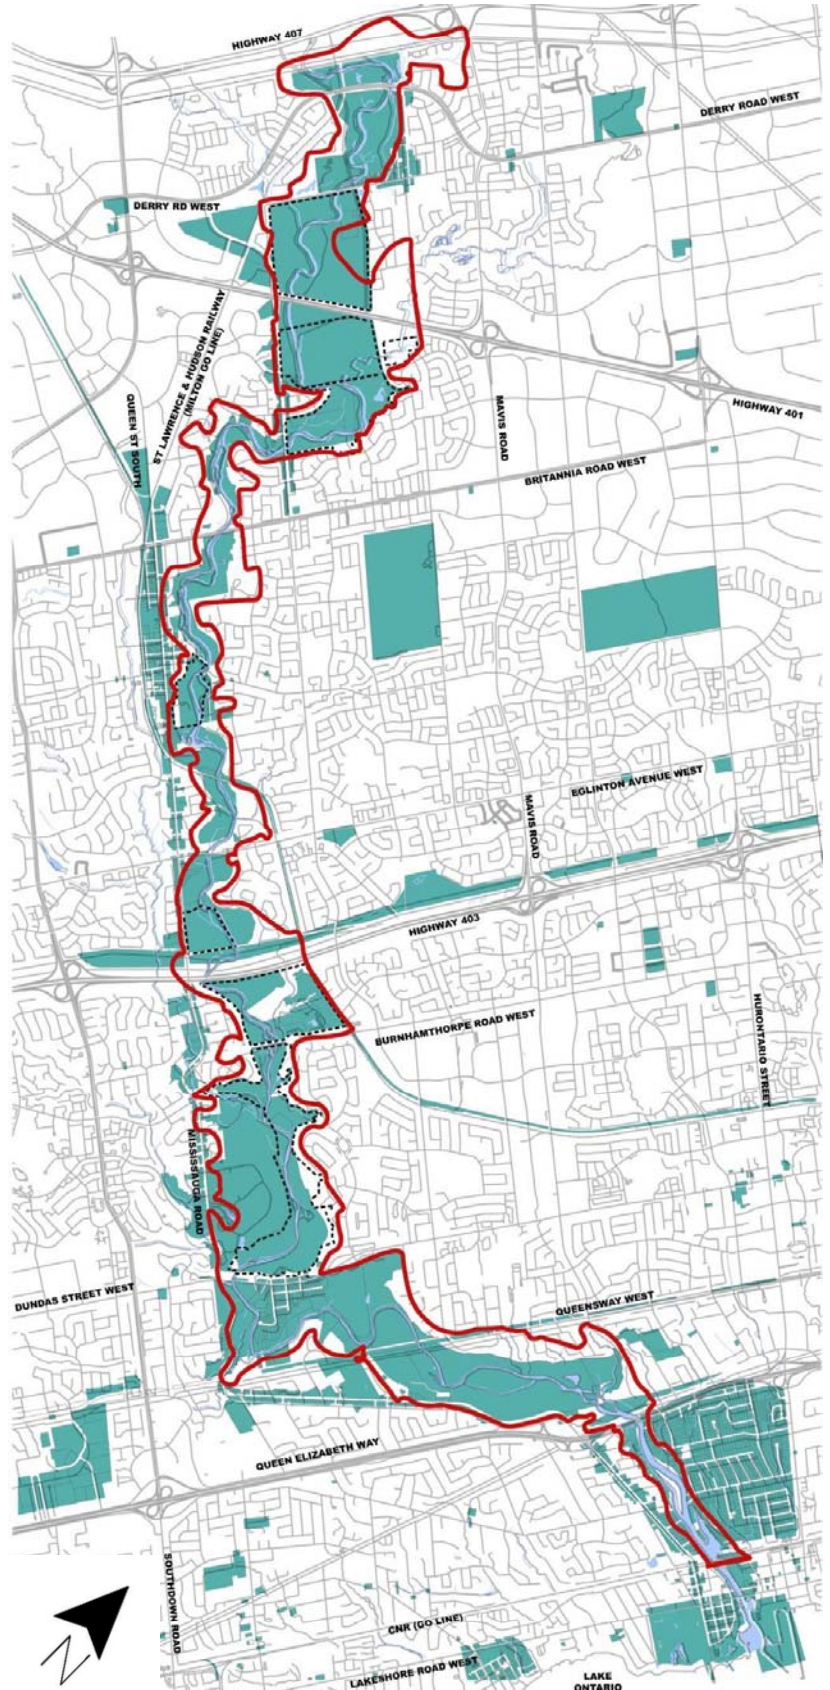 HIGHWAY 407
DERRY ROAD WEST
DERRY RD WEST
ST LAWRENCE & HUDSON RAILWAY
(MILTON GO LINE)
QUEEN ST SOUTH
MAVIS ROAD
HIGHWAY 401
BRITANNIA ROAD WEST
EGLINTON AVENUE WEST
MAVIS ROAD
HIGHWAY 403
BURNHAMTHORPE ROAD WEST
HURONTARIO STREET
MISSISSAUGA ROAD
DUNDAS STREET WEST
QUEENSWAY WEST
QUEEN ELIZABETH WAY
SOUTHDOWN ROAD
CNR (GO LINE)
LAKESHORE ROAD WEST
LAKE
ONTARIO
N